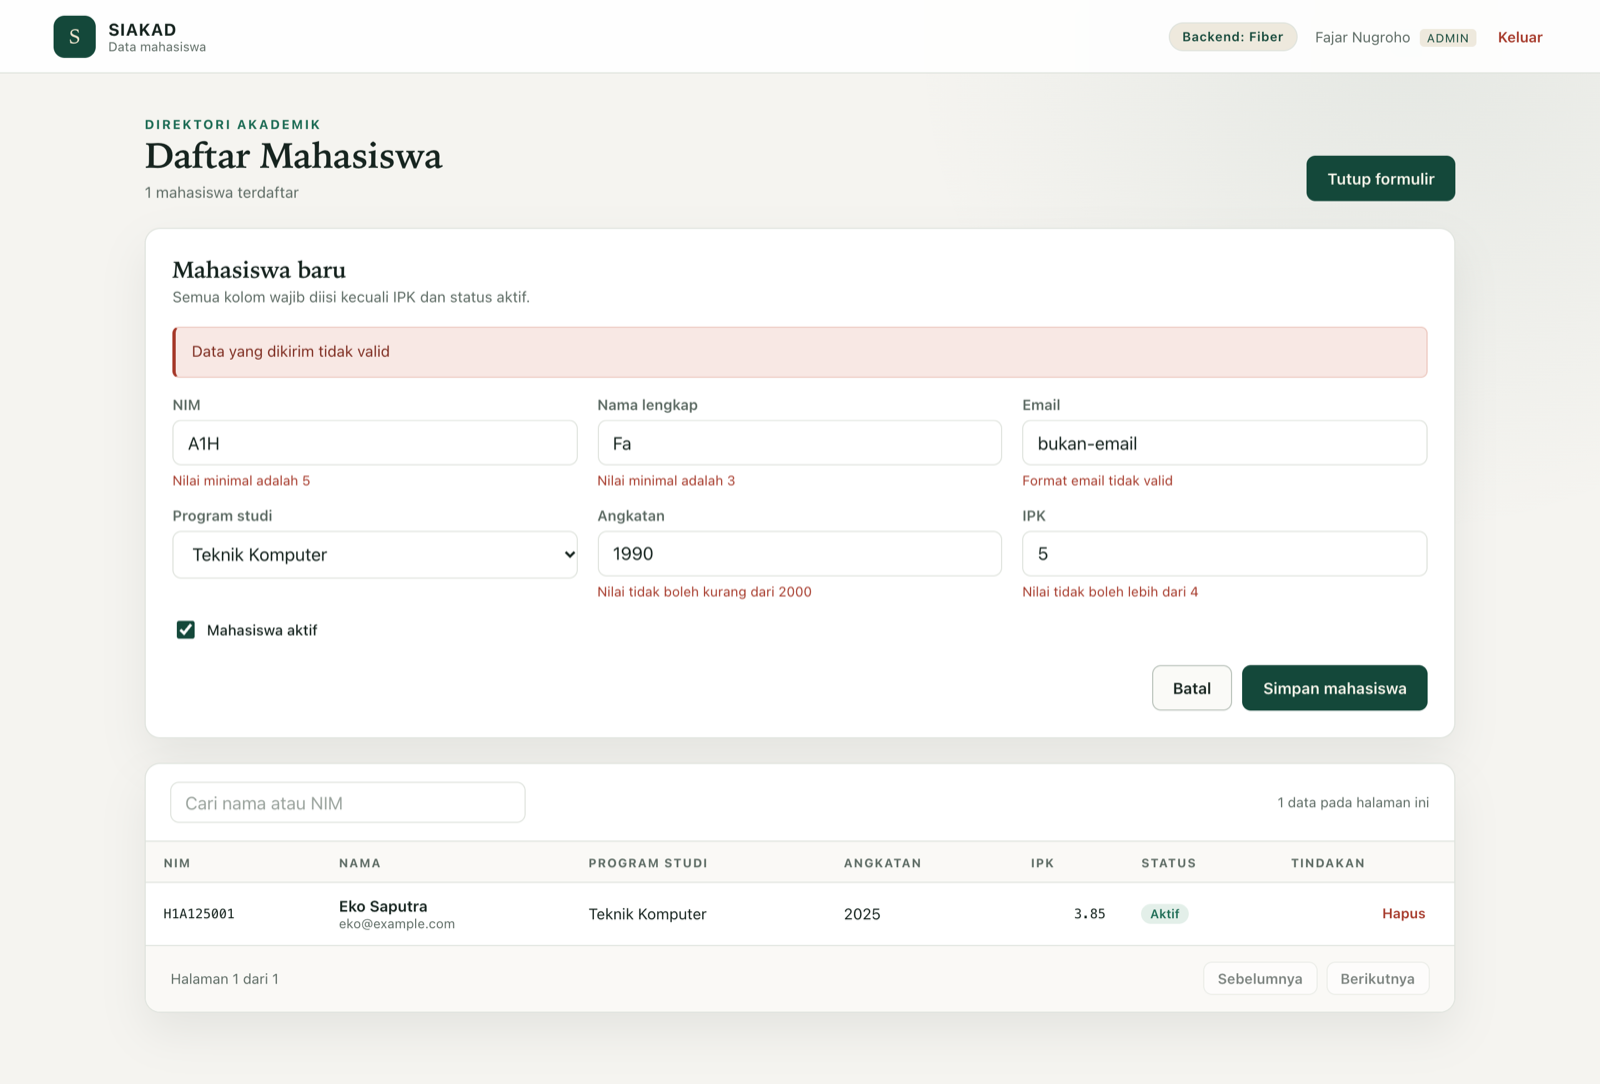 S
SIAKAD
Data mahasiswa
Backend: Fiber
Fajar Nugroho
ADMIN
Keluar
DIREKTORI AKADEMIK
Daftar Mahasiswa
1 mahasiswa terdaftar
Tutup formulir
Mahasiswa baru
Semua kolom wajib diisi kecuali IPK dan status aktif.
Data yang dikirim tidak valid
NIM
A1H
Nilai minimal adalah 5
Nama lengkap
Fa
Nilai minimal adalah 3
Email
bukan-email
Format email tidak valid
Program studi
Teknik Komputer
Angkatan
1990
Nilai tidak boleh kurang dari 2000
IPK
5
Nilai tidak boleh lebih dari 4
Mahasiswa aktif
Batal
Simpan mahasiswa
Cari nama atau NIM
1 data pada halaman ini
NIM NAMA PROGRAM STUDI ANGKATAN IPK STATUS TINDAKAN
H1A125001 Eko Saputra Teknik Komputer 2025 3.85 Aktif Hapus
eko@example.com
Halaman 1 dari 1
Sebelumnya
Berikutnya